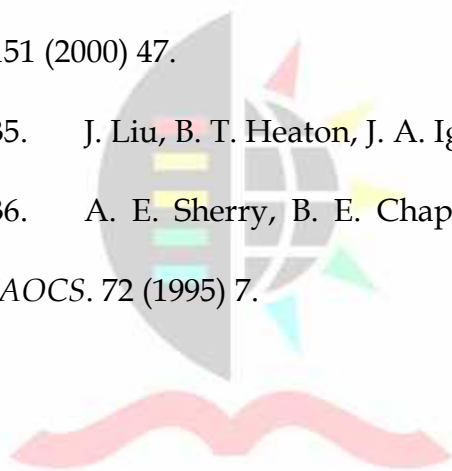 151 (2000) 47.
35. J. Liu, B. T. Heaton, J. A. Ig
36. A. E. Sherry, B. E. Chap
AOCS. 72 (1995) 7.